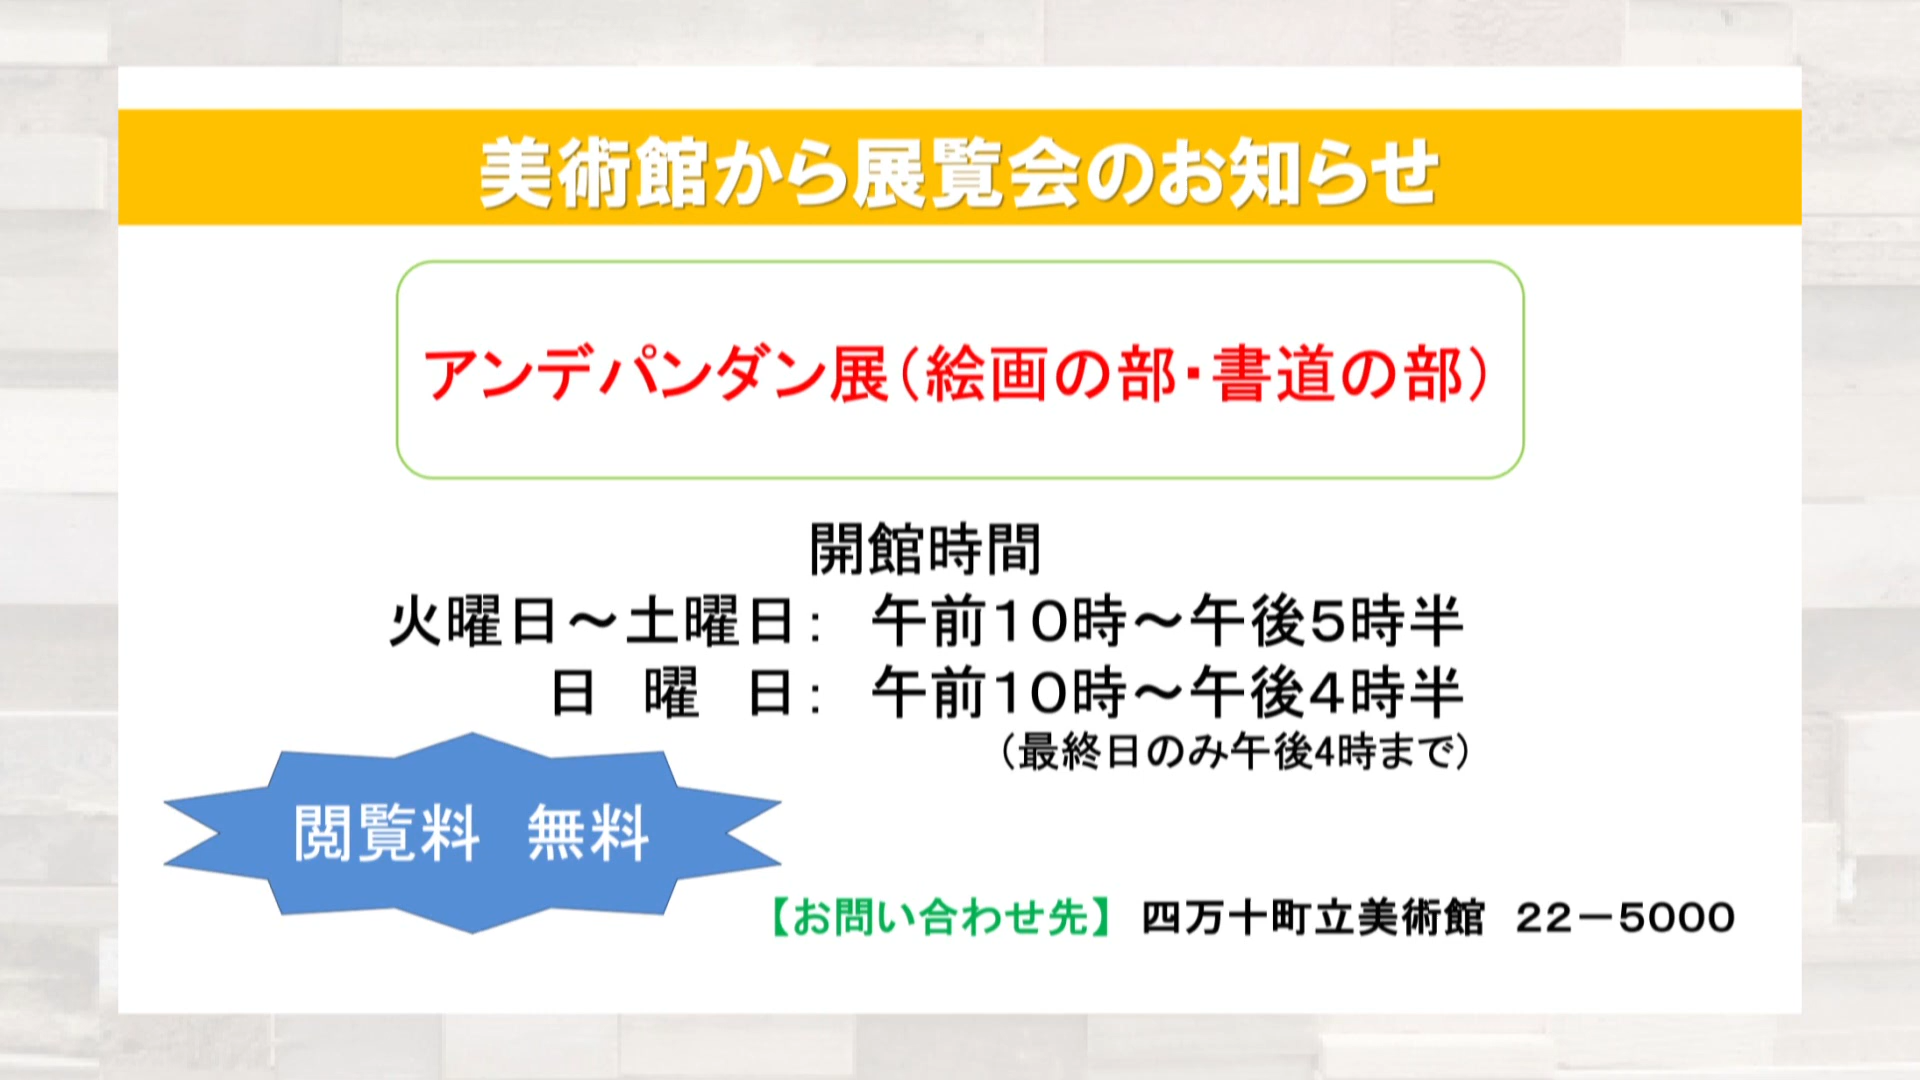 美術館から展覧会のお知らせ
アンデパンダン展（絵画の部・書道の部）
開館時間
火曜日～土曜日：　午前１０時～午後５時半
日　曜　日：　午前１０時～午後４時半
（最終日のみ午後4時まで）
閲覧料　無料
【お問い合わせ先】 四万十町立美術館　２２－５０００